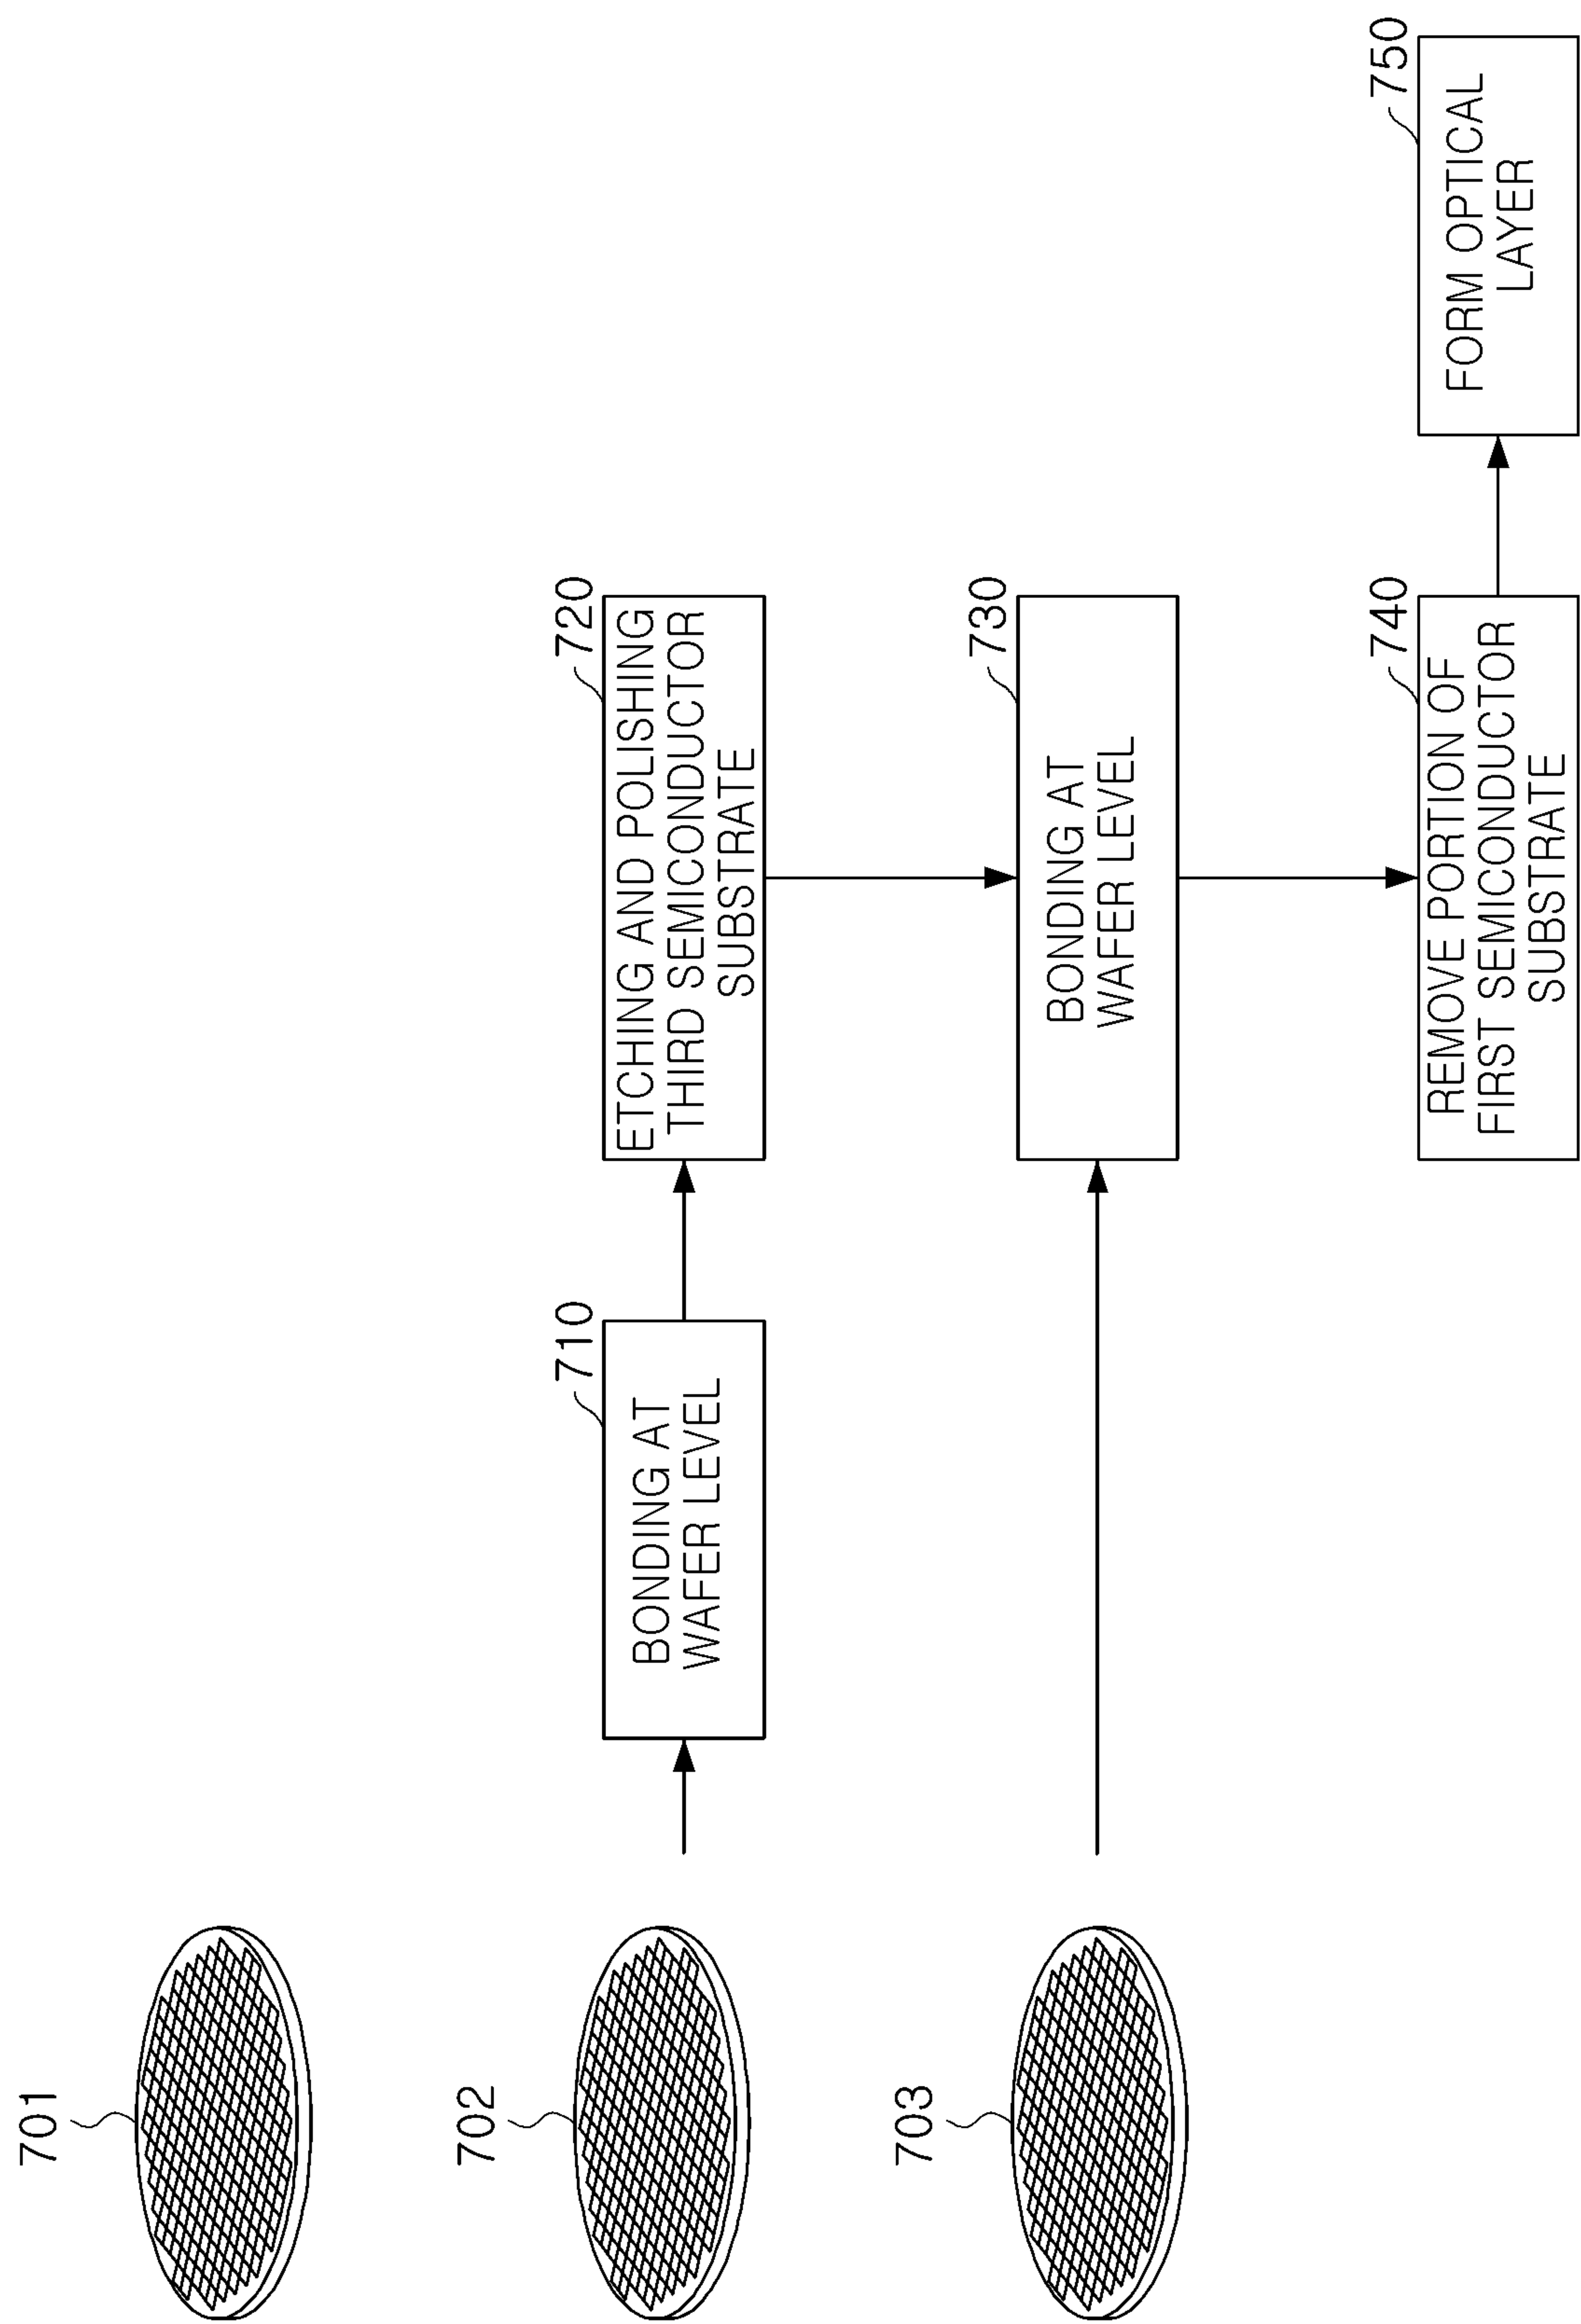 701
702
703
710
BONDING AT
WAFER LEVEL
720
ETCHING AND POLISHING
THIRD SEMICONDUCTOR
SUBSTRATE
730
BONDING AT
WAFER LEVEL
740
REMOVE PORTION OF
FIRST SEMICONDUCTOR
SUBSTRATE
750
FORM OPTICAL
LAYER